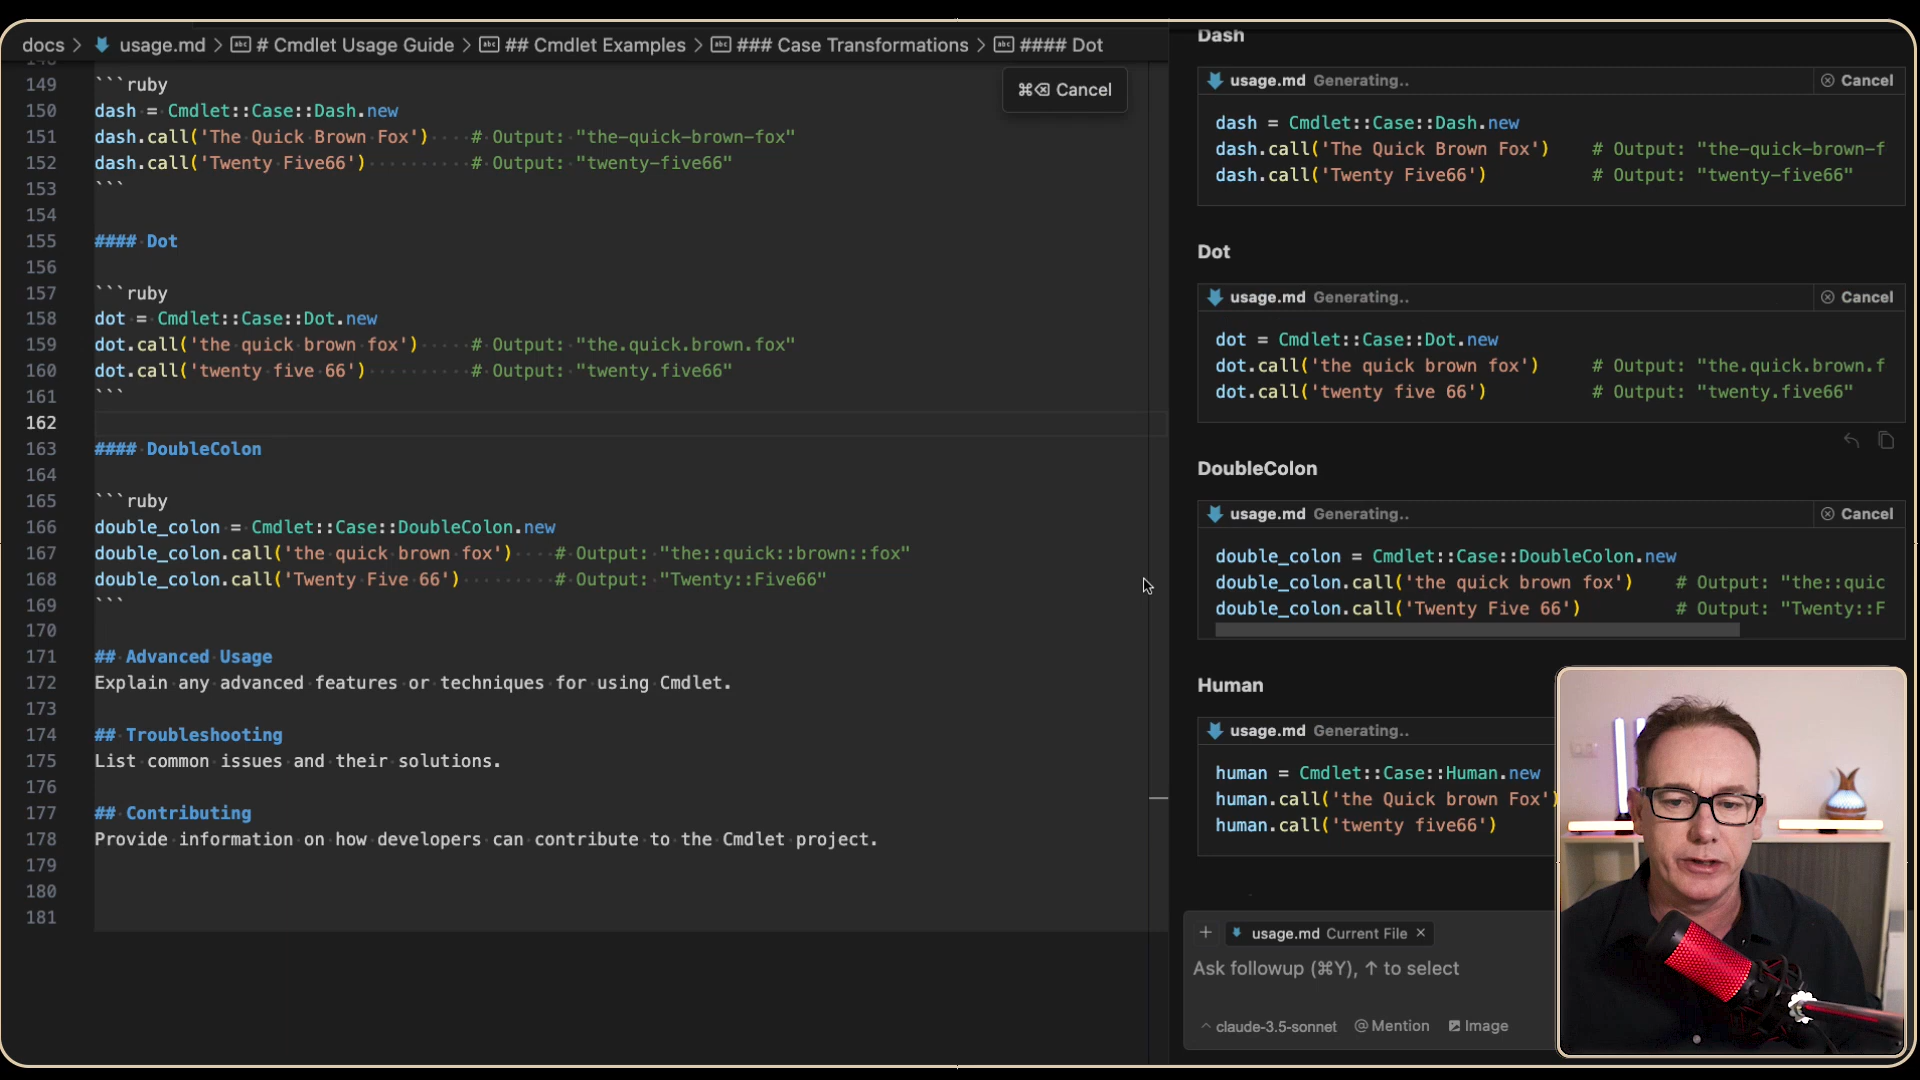 docs > usage.md > # Cmdlet Usage Guide > ## Cmdlet Examples > ### Case Transformations > #### Dot
⌘⌫ Cancel
149 ```ruby
150 dash = Cmdlet::Case::Dash.new
151 dash.call('The Quick Brown Fox')    # Output: "the-quick-brown-fox"
152 dash.call('Twenty Five66')          # Output: "twenty-five66"
153 ```
154
155 #### Dot
156
157 ```ruby
158 dot = Cmdlet::Case::Dot.new
159 dot.call('the quick brown fox')     # Output: "the.quick.brown.fox"
160 dot.call('twenty five 66')          # Output: "twenty.five66"
161 ```
162
163 #### DoubleColon
164
165 ```ruby
166 double_colon = Cmdlet::Case::DoubleColon.new
167 double_colon.call('the quick brown fox')    # Output: "the::quick::brown::fox"
168 double_colon.call('Twenty Five 66')         # Output: "Twenty::Five66"
169 ```
170
171 ## Advanced Usage
172 Explain any advanced features or techniques for using Cmdlet.
173
174 ## Troubleshooting
175 List common issues and their solutions.
176
177 ## Contributing
178 Provide information on how developers can contribute to the Cmdlet project.
179
180
181
Dash
usage.md Generating.. Cancel
dash = Cmdlet::Case::Dash.new
dash.call('The Quick Brown Fox')    # Output: "the-quick-brown-f
dash.call('Twenty Five66')          # Output: "twenty-five66"
Dot
usage.md Generating.. Cancel
dot = Cmdlet::Case::Dot.new
dot.call('the quick brown fox')     # Output: "the.quick.brown.f
dot.call('twenty five 66')          # Output: "twenty.five66"
DoubleColon
usage.md Generating.. Cancel
double_colon = Cmdlet::Case::DoubleColon.new
double_colon.call('the quick brown fox')    # Output: "the::quic
double_colon.call('Twenty Five 66')         # Output: "Twenty::F
Human
usage.md Generating..
human = Cmdlet::Case::Human.new
human.call('the Quick brown Fox')
human.call('twenty five66')
+ usage.md Current File ×
Ask followup (⌘Y), ↑ to select
^ claude-3.5-sonnet @ Mention Image